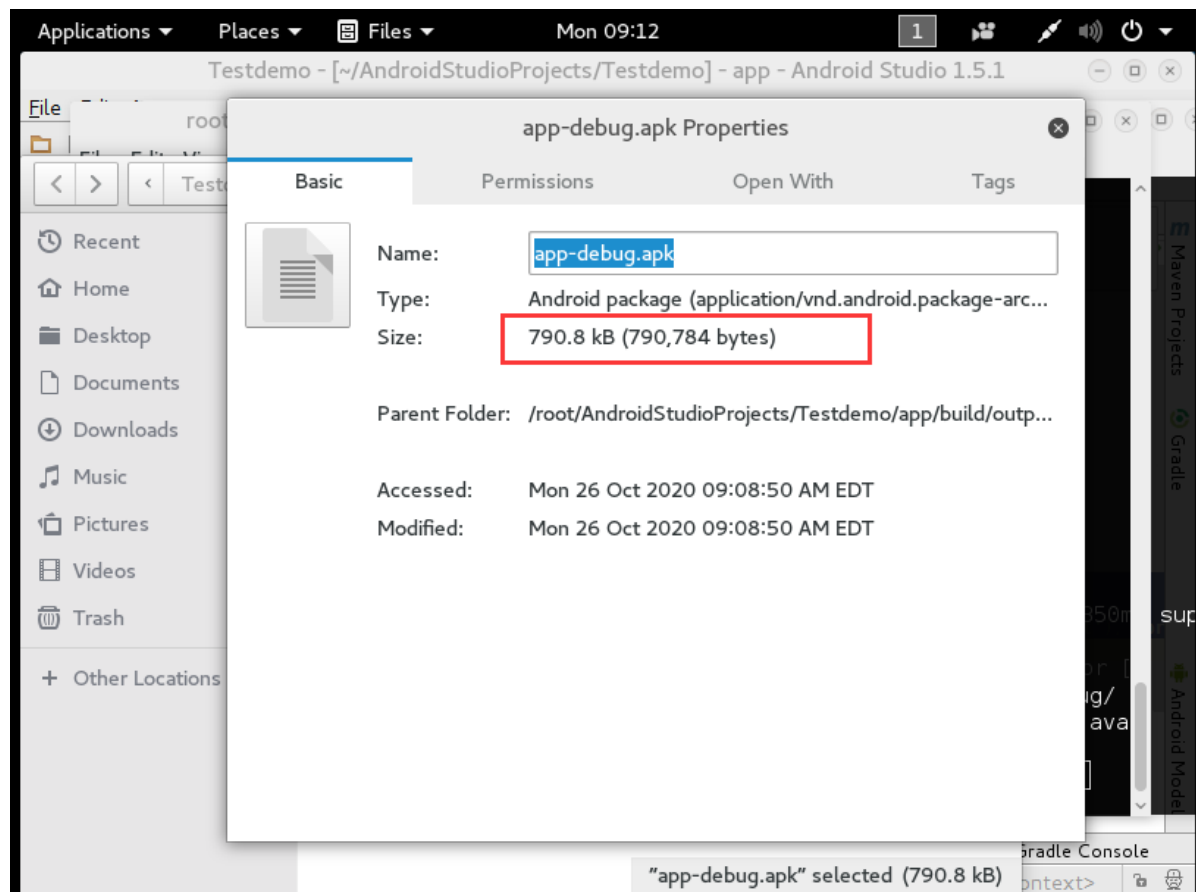 Applications Places Files Mon 09:12 1
Testdemo - [~/AndroidStudioProjects/Testdemo] - app - Android Studio 1.5.1
File
root
app-debug.apk Properties
Basic Permissions Open With Tags
Recent
Home
Desktop
Documents
Downloads
Music
Pictures
Videos
Trash
Other Locations
Name: app-debug.apk
Type: Android package (application/vnd.android.package-arc...
Size: 790.8 kB (790,784 bytes)
Parent Folder: /root/AndroidStudioProjects/Testdemo/app/build/outp...
Accessed: Mon 26 Oct 2020 09:08:50 AM EDT
Modified: Mon 26 Oct 2020 09:08:50 AM EDT
Maven Projects
Gradle
Android Model
ug/
ava
sup
Gradle Console
"app-debug.apk" selected (790.8 kB)
ontext>